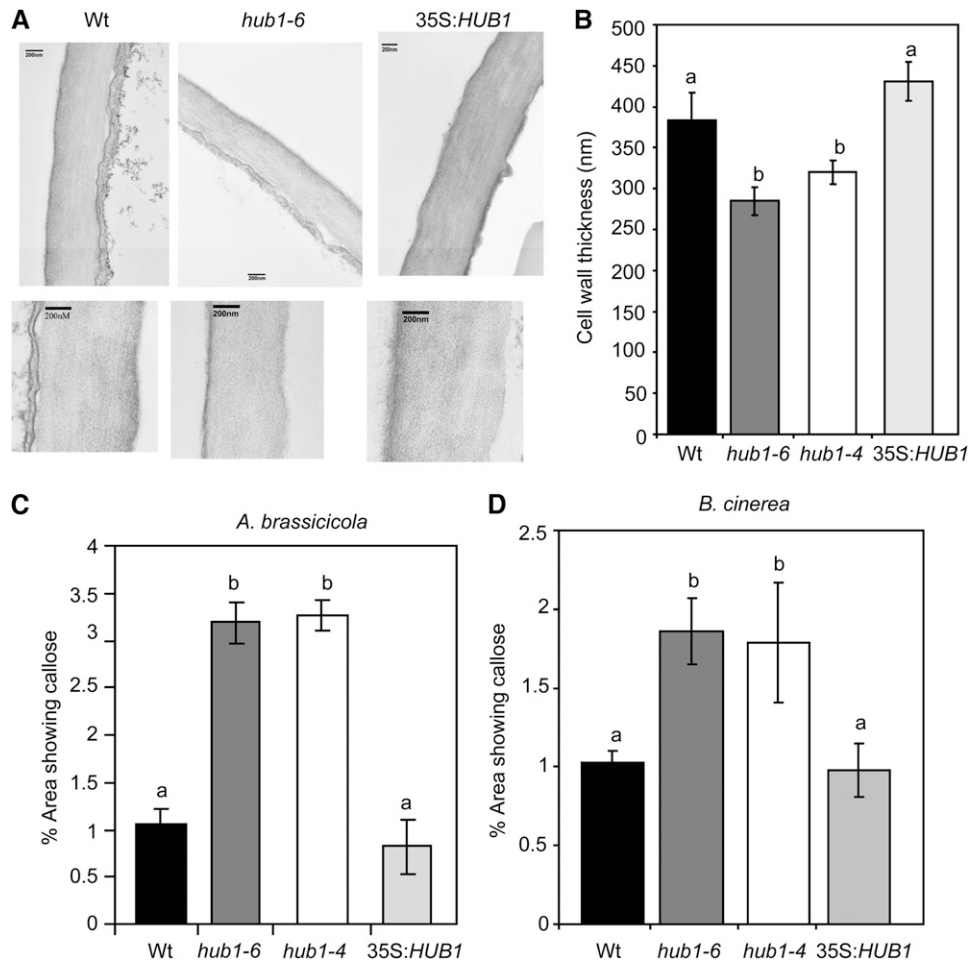 A
Wt
hub1-6
35S:HUB1
200nm
200nm
200nm
200nM
200nm
200nm
B
Cell wall thickness (nm)
500
450
400
350
300
250
200
150
100
50
0
a
b
b
a
Wt
hub1-6
hub1-4
35S:HUB1
C
A. brassicicola
% Area showing callose
4
3.5
3
2.5
2
1.5
1
0.5
0
a
b
b
a
Wt
hub1-6
hub1-4
35S:HUB1
D
B. cinerea
% Area showing callose
2.5
2
1.5
1
0.5
0
a
b
b
a
Wt
hub1-6
hub1-4
35S:HUB1